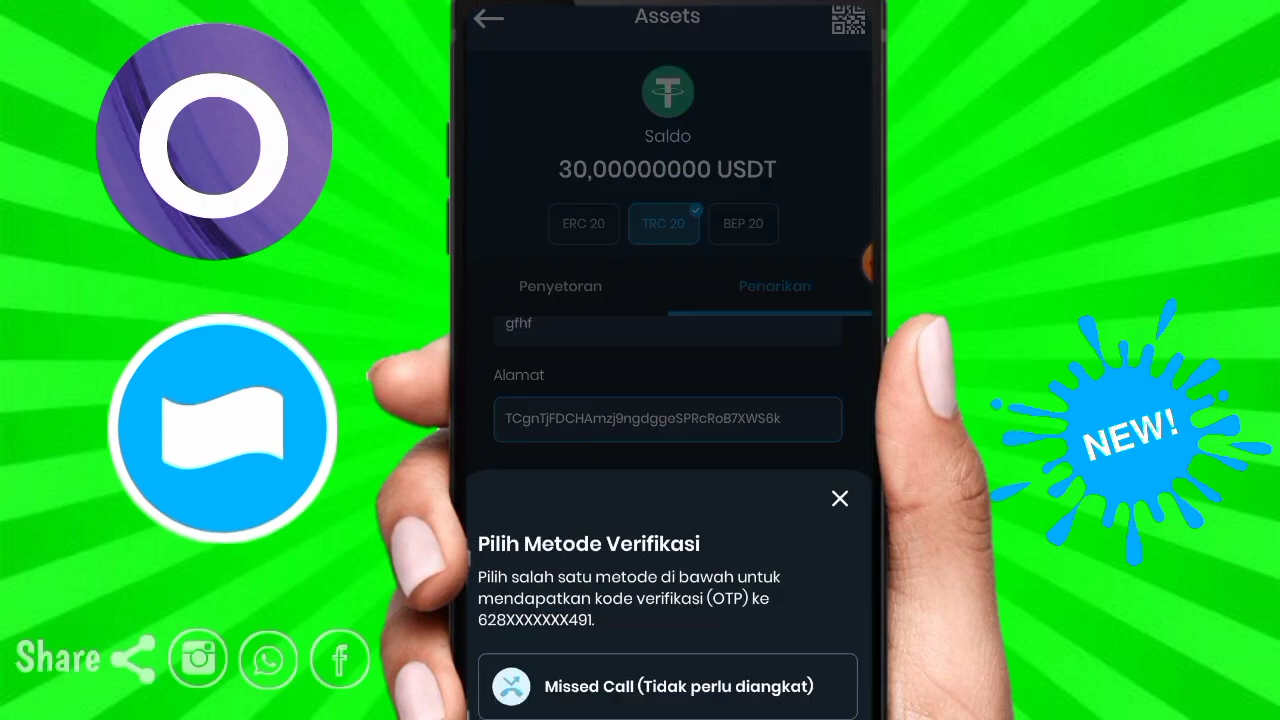 Assets
Saldo
30,00000000 USDT
ERC 20
TRC 20
BEP 20
Penyetoran
Penarikan
gfhf
Alamat
TCgnTjFDCHAmzj9ngdggeSPRcRoB7XWS6k
Pilih Metode Verifikasi
Pilih salah satu metode di bawah untuk
mendapatkan kode verifikasi (OTP) ke
628XXXXXXX491.
Missed Call (Tidak perlu diangkat)
NEW!
Share